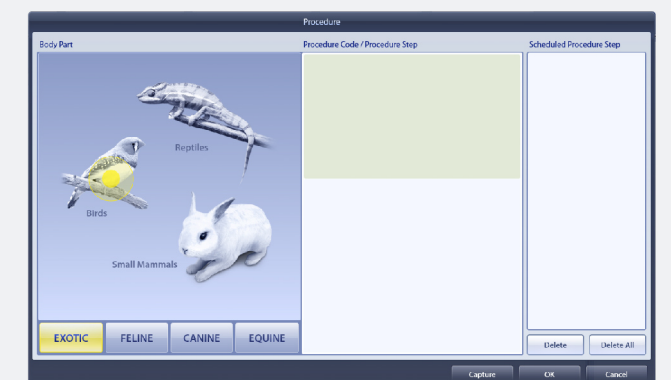 Procedure
Body Part
Procedure Code / Procedure Step
Scheduled Procedure Step
Reptiles
Birds
Small Mammals
EXOTIC
FELINE
CANINE
EQUINE
Delete
Delete All
Capture
OK
Cancel